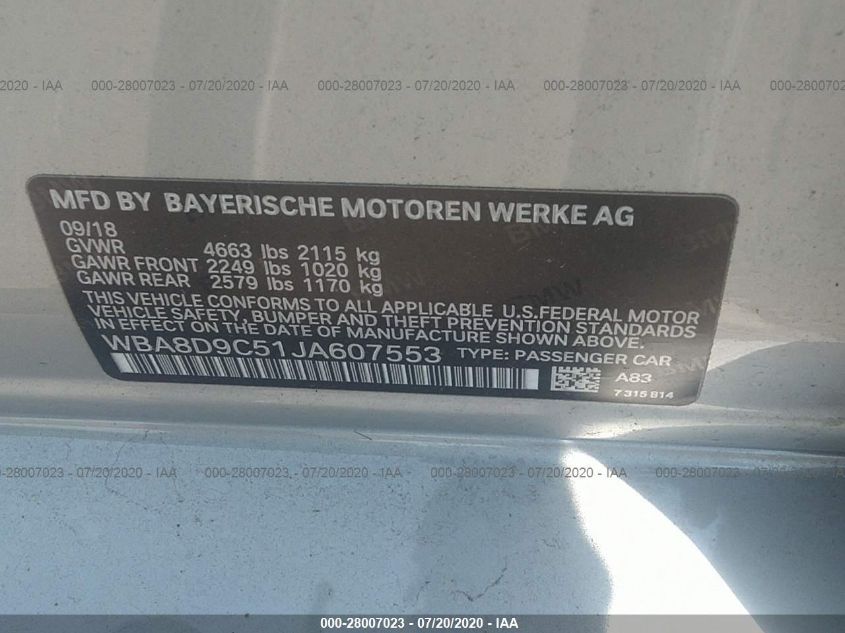 0/2020 - IAA 000-28007023 - 07/20/2020 - IAA 000-28007023 - 07/20/2020 - IAA 000-28007023 - 07/20/2020 -
MFD BY BAYERISCHE MOTOREN WERKE AG
09/18
GVWR 4663 lbs 2115 kg
GAWR FRONT 2249 lbs 1020 kg
GAWR REAR 2579 lbs 1170 kg
THIS VEHICLE CONFORMS TO ALL APPLICABLE U.S.FEDERAL MOTOR
VEHICLE SAFETY, BUMPER AND THEFT PREVENTION STANDARDS
IN EFFECT ON THE DATE OF MANUFACTURE SHOWN ABOVE.
WBA8D9C51JA607553 TYPE: PASSENGER CAR
A83
7 315 814
07/20/2020 - IAA 000-28007023 - 07/20/2020 - IAA 000-28007023 - 07/20/2020 - IAA 000-28007023 - 0
000-28007023 - 07/20/2020 - IAA